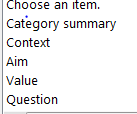 Choose an item.
Category summary
Context
Aim
Value
Question